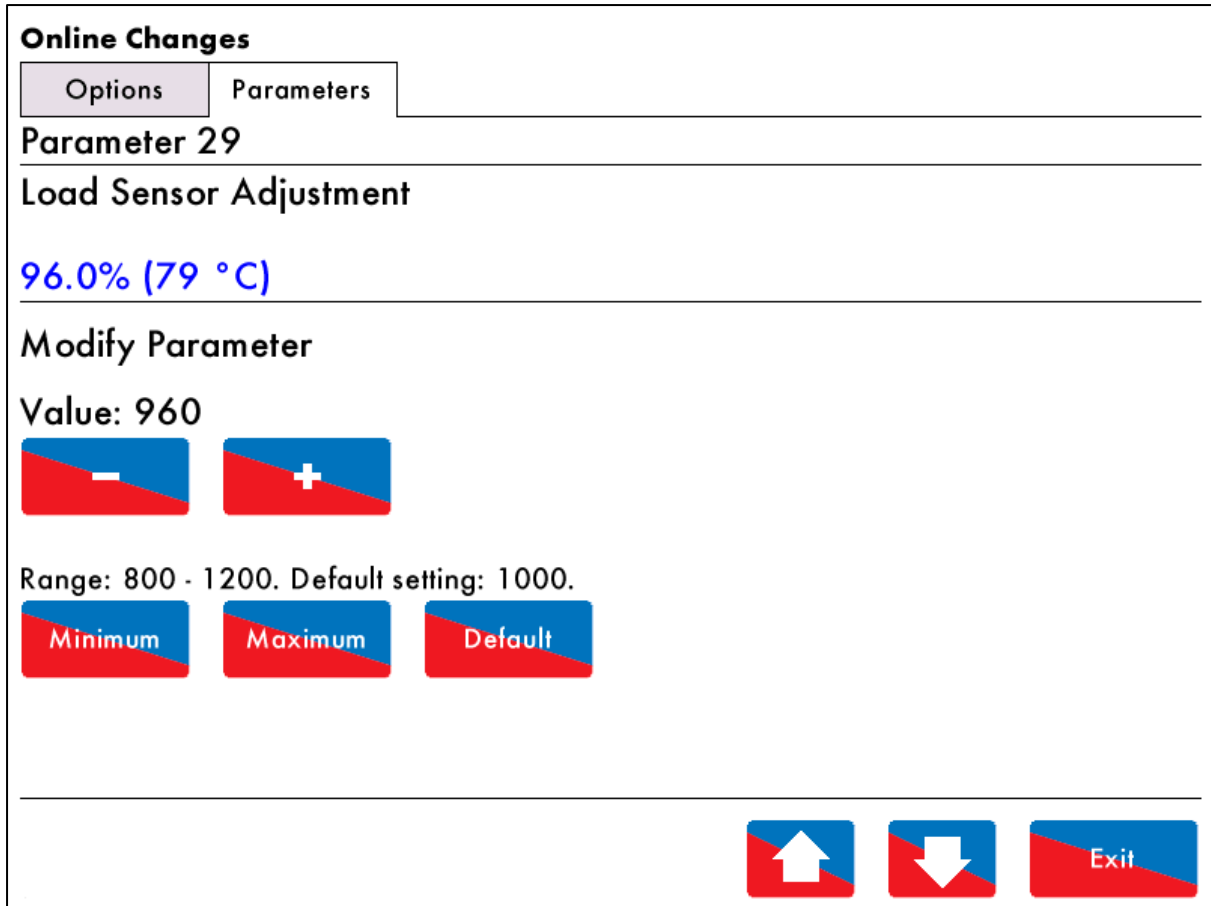 Online Changes
Options Parameters
Parameter 29
Load Sensor Adjustment
96.0% (79 °C)
Modify Parameter
Value: 960
- +
Range: 800 - 1200. Default setting: 1000.
Minimum Maximum Default
Exit